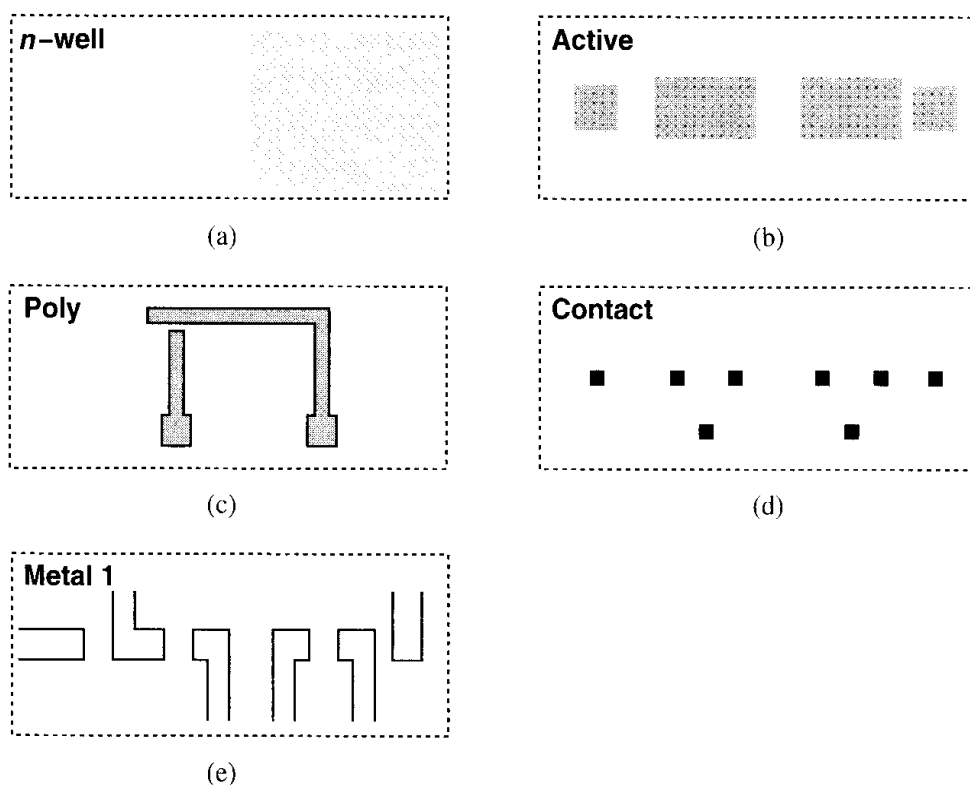 n–well
Active
(a)
(b)
Poly
Contact
(c)
(d)
Metal 1
(e)